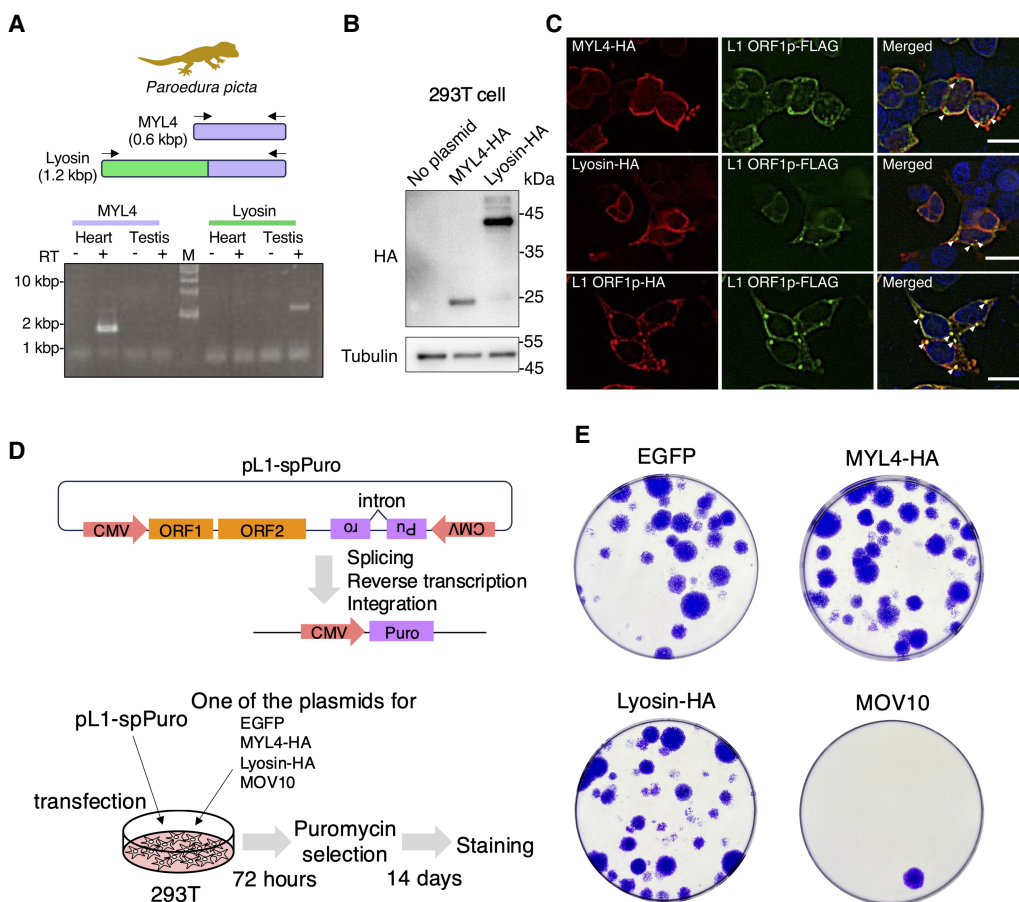 A
Paroedura picta
MYL4
(0.6 kbp)
Lyosin
(1.2 kbp)
MYL4 Lyosin
Heart Testis Heart Testis
RT - + - + M - + - +
10 kbp-
2 kbp-
1 kbp-
B
293T cell
No plasmid
MYL4-HA
Lyosin-HA
kDa
HA
-45
-35
-25
Tubulin
-55
-45
C
MYL4-HA L1 ORF1p-FLAG Merged
Lyosin-HA L1 ORF1p-FLAG Merged
L1 ORF1p-HA L1 ORF1p-FLAG Merged
D
pL1-spPuro
intron
CMV ORF1 ORF2 ro Pu CMV
Splicing
Reverse transcription
Integration
CMV Puro
One of the plasmids for
pL1-spPuro
EGFP
MYL4-HA
Lyosin-HA
MOV10
transfection
Puromycin
selection
Staining
293T
72 hours
14 days
E
EGFP MYL4-HA
Lyosin-HA MOV10